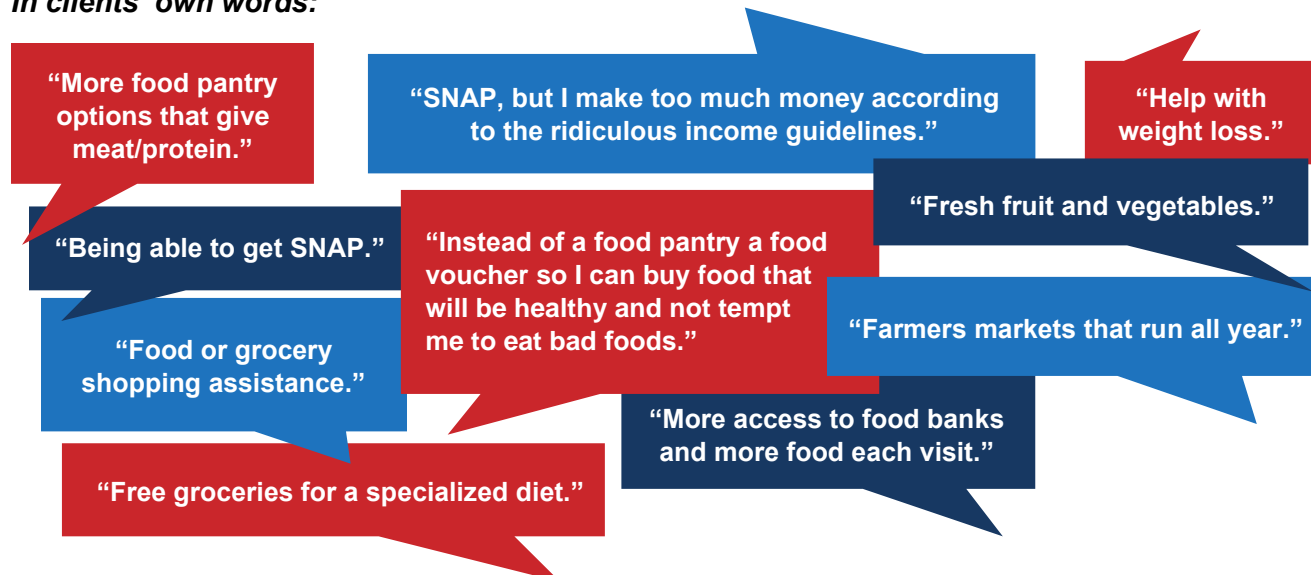 In clients' own words:
“More food pantry
options that give
meat/protein.”
“SNAP, but I make too much money according
to the ridiculous income guidelines.”
“Help with
weight loss.”
“Fresh fruit and vegetables.”
“Being able to get SNAP.”
“Instead of a food pantry a food
voucher so I can buy food that
will be healthy and not tempt
me to eat bad foods.”
“Farmers markets that run all year.”
“Food or grocery
shopping assistance.”
“More access to food banks
and more food each visit.”
“Free groceries for a specialized diet.”